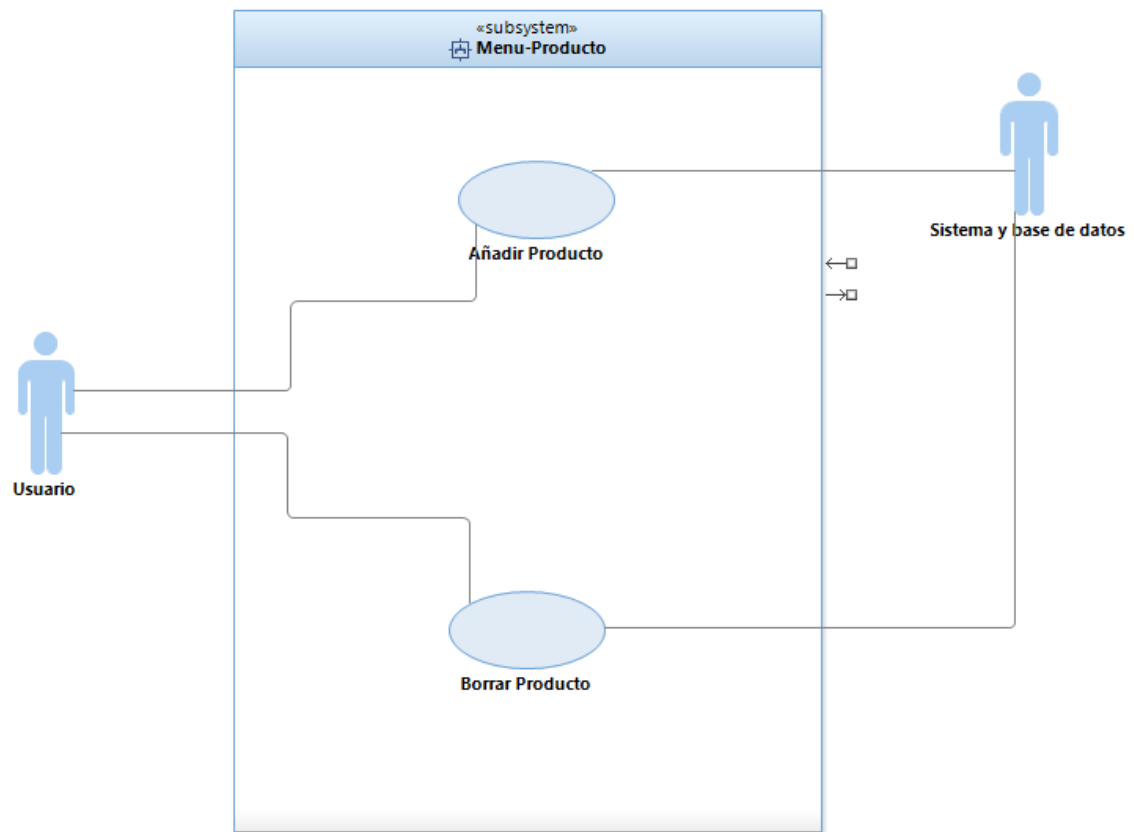 «subsystem»
Menu-Producto
Añadir Producto
Sistema y base de datos
Usuario
Borrar Producto